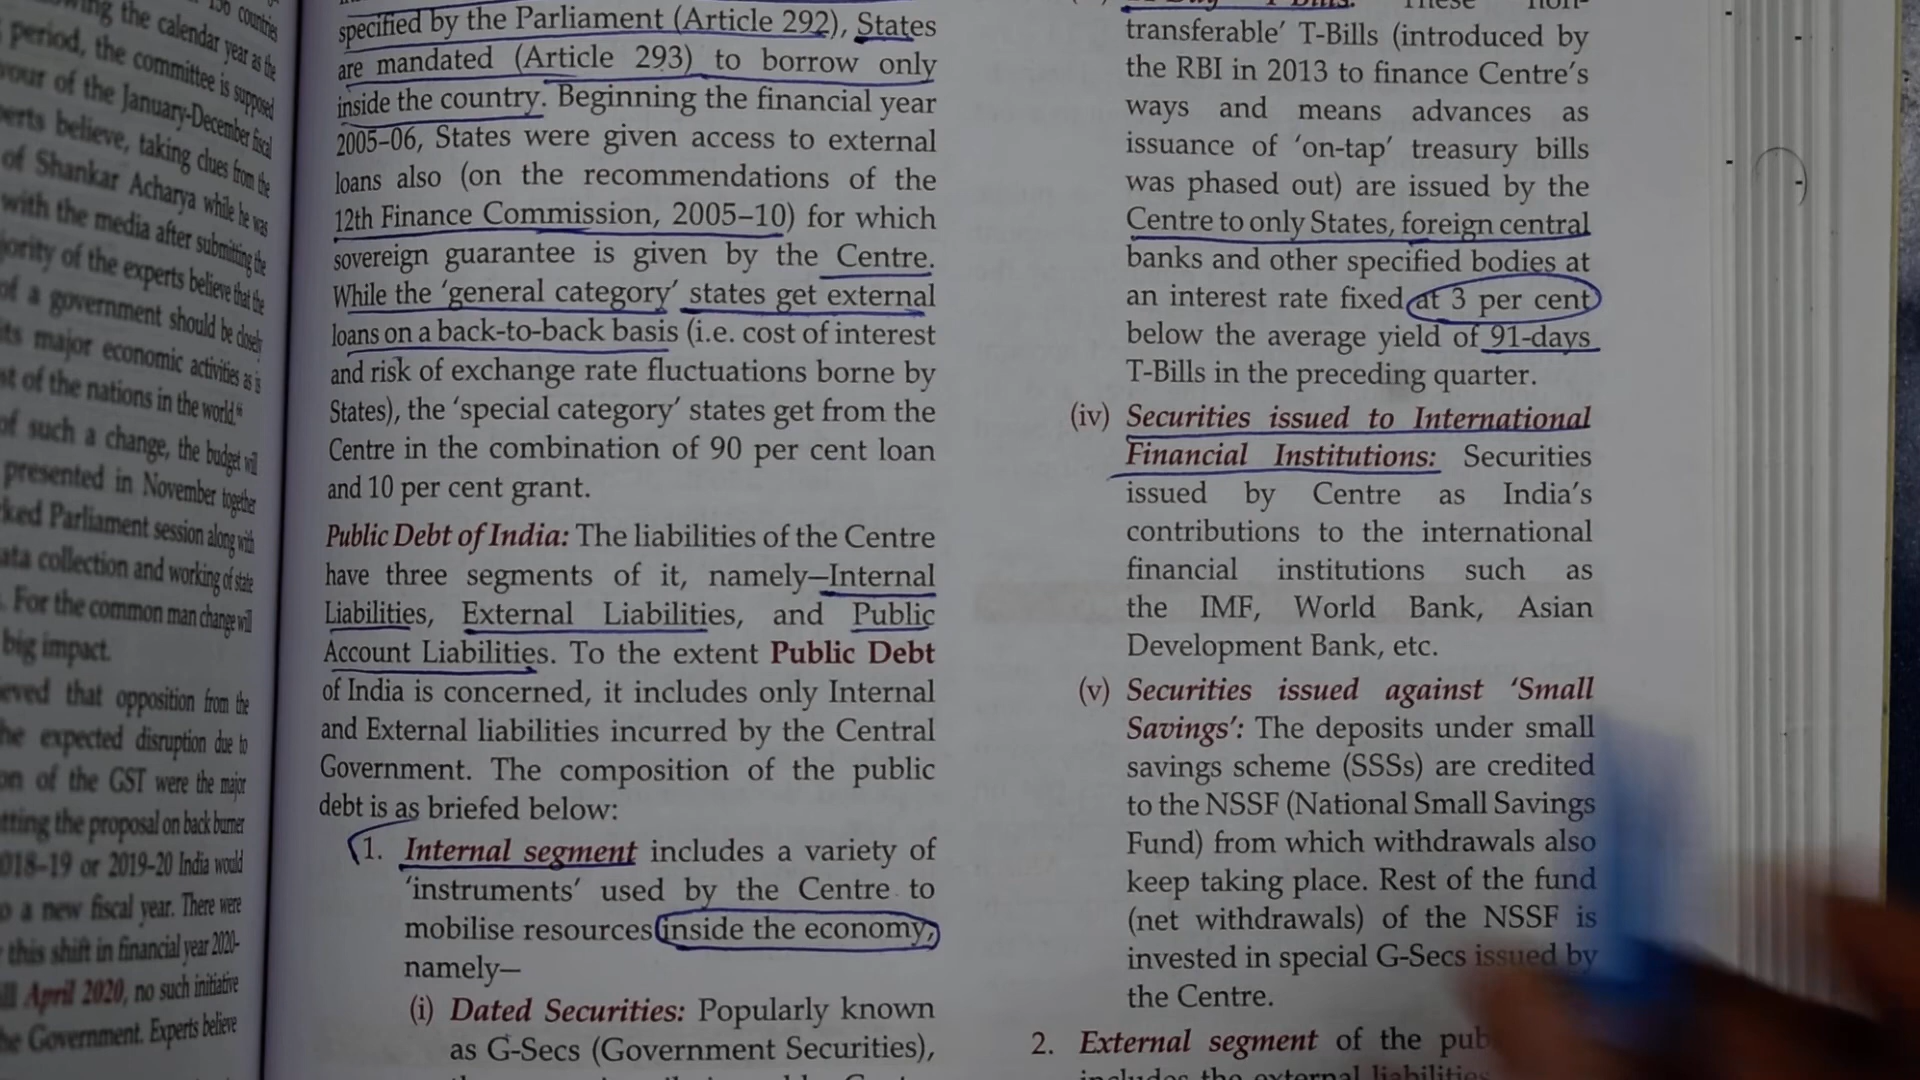 130 countries
the calendar year as the
period, the committee is supposed
of the January-December fiscal
experts believe, taking clues from the
of Shankar Acharya while he was
with the media after submitting the
majority of the experts believe that the
of a government should be closely
its major economic activities as is
of the nations in the world."
of such a change, the budget will
presented in November together
Parliament session along with
data collection and working of state
For the common man change will
big impact.
that opposition from the
the expected disruption due to
of the GST were the major
the proposal on back burner
2018–19 or 2019-20 India would
to a new fiscal year. There were
this shift in financial year 2020-
April 2020, no such initiative
the Government. Experts believe
specified by the Parliament (Article 292), States
are mandated (Article 293) to borrow only
inside the country. Beginning the financial year
2005–06, States were given access to external
loans also (on the recommendations of the
12th Finance Commission, 2005–10) for which
sovereign guarantee is given by the Centre.
While the 'general category' states get external
loans on a back-to-back basis (i.e. cost of interest
and risk of exchange rate fluctuations borne by
States), the 'special category' states get from the
Centre in the combination of 90 per cent loan
and 10 per cent grant.
Public Debt of India: The liabilities of the Centre
have three segments of it, namely—Internal
Liabilities, External Liabilities, and Public
Account Liabilities. To the extent Public Debt
of India is concerned, it includes only Internal
and External liabilities incurred by the Central
Government. The composition of the public
debt is as briefed below:
1. Internal segment includes a variety of
'instruments' used by the Centre to
mobilise resources inside the economy,
namely—
(i) Dated Securities: Popularly known
as G-Secs (Government Securities),
T-Bills: These non-
transferable' T-Bills (introduced by
the RBI in 2013 to finance Centre's
ways and means advances as
issuance of 'on-tap' treasury bills
was phased out) are issued by the
Centre to only States, foreign central
banks and other specified bodies at
an interest rate fixed at 3 per cent
below the average yield of 91-days
T-Bills in the preceding quarter.
(iv) Securities issued to International
Financial Institutions: Securities
issued by Centre as India's
contributions to the international
financial institutions such as
the IMF, World Bank, Asian
Development Bank, etc.
(v) Securities issued against 'Small
Savings': The deposits under small
savings scheme (SSSs) are credited
to the NSSF (National Small Savings
Fund) from which withdrawals also
keep taking place. Rest of the fund
(net withdrawals) of the NSSF is
invested in special G-Secs issued by
the Centre.
2. External segment of the
includes the external liabilities